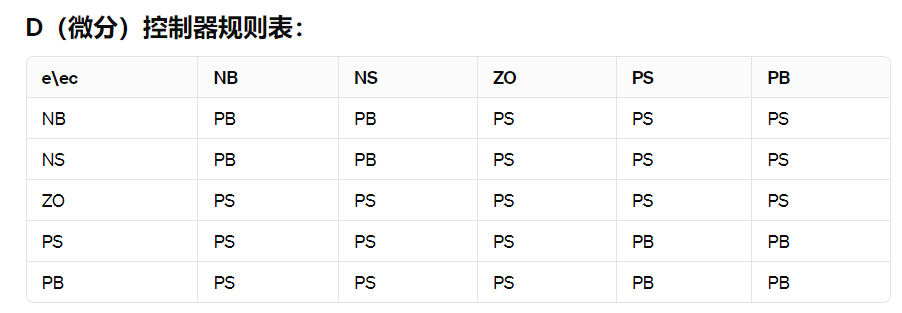 D（微分）控制器规则表：
e\ec NB NS ZO PS PB
NB PB PB PS PS PS
NS PB PB PS PS PS
ZO PS PS PS PS PS
PS PS PS PS PB PB
PB PS PS PS PB PB